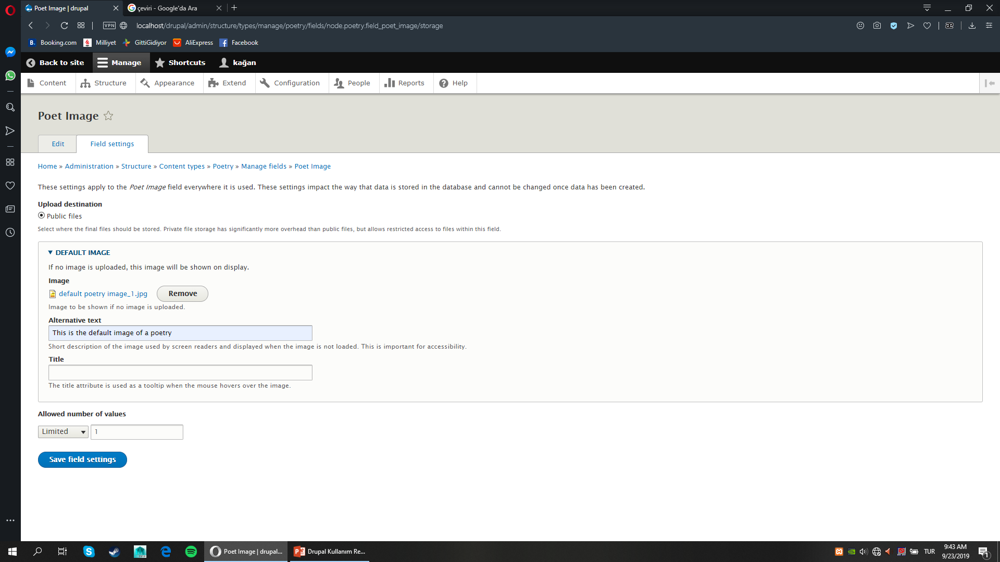 Poet Image | drupal
çeviri - Google'da Ara
VPN
localhost/drupal/admin/structure/types/manage/poetry/fields/node.poetry.field_poet_image/storage
B. Booking.com
Milliyet
GittiGidiyor
AliExpress
Facebook
Back to site
Manage
Shortcuts
kağan
Content
Structure
Appearance
Extend
Configuration
People
Reports
Help
Poet Image
Edit
Field settings
Home » Administration » Structure » Content types » Poetry » Manage fields » Poet Image
These settings apply to the Poet Image field everywhere it is used. These settings impact the way that data is stored in the database and cannot be changed once data has been created.
Upload destination
Public files
Select where the final files should be stored. Private file storage has significantly more overhead than public files, but allows restricted access to files within this field.
DEFAULT IMAGE
If no image is uploaded, this image will be shown on display.
Image
default poetry image_1.jpg
Remove
Image to be shown if no image is uploaded.
Alternative text
This is the default image of a poetry
Short description of the image used by screen readers and displayed when the image is not loaded. This is important for accessibility.
Title
The title attribute is used as a tooltip when the mouse hovers over the image.
Allowed number of values
Limited
1
Save field settings
Poet Image | drupal...
Drupal Kullanım Re...
TUR
9:43 AM
9/23/2019
1